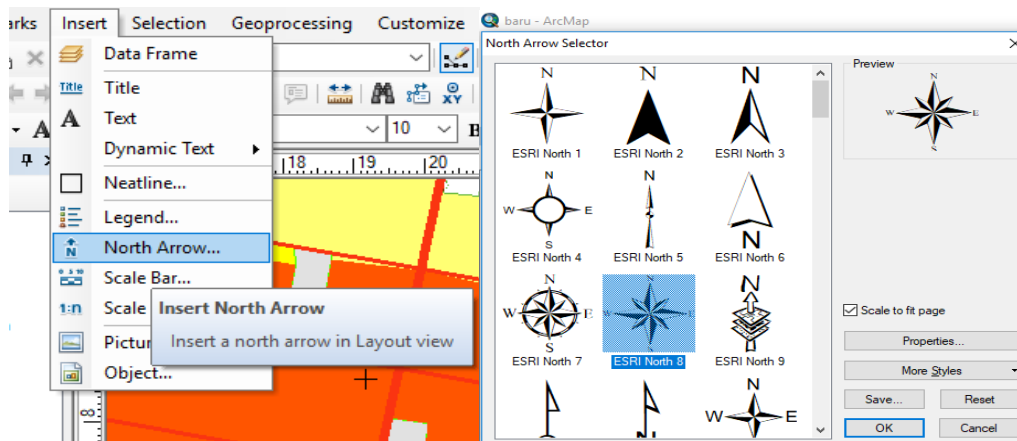 arks Insert Selection Geoprocessing Customize
Data Frame
Title Title
A Text
Dynamic Text
Neatline...
Legend...
N North Arrow...
Scale Bar...
1:n Scale
Pictur
Object...
Insert North Arrow
Insert a north arrow in Layout view
A
10 B
XY
18 19 20
8
baru - ArcMap
North Arrow Selector
N N N
ESRI North 1 ESRI North 2 ESRI North 3
N N
W E
S N
ESRI North 4 ESRI North 5 ESRI North 6
N N N
W E W E
S S
ESRI North 7 ESRI North 8 ESRI North 9
N
W E
N
Preview
N
W E
S
Scale to fit page
Properties...
More Styles
Save... Reset
OK Cancel